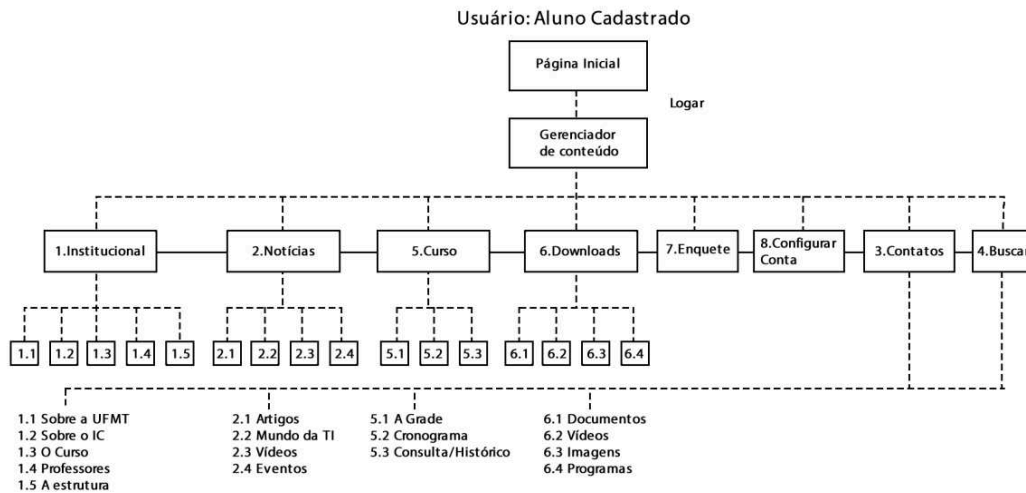 Usuário: Aluno Cadastrado
Página Inicial
Logar
Gerenciador
de conteúdo
1.Institucional
2.Notícias
5.Curso
6.Downloads
7.Enquete
8.Configurar
Conta
3.Contatos
4.Buscar
1.1
1.2
1.3
1.4
1.5
2.1
2.2
2.3
2.4
5.1
5.2
5.3
6.1
6.2
6.3
6.4
1.1 Sobre a UFMT
1.2 Sobre o IC
1.3 O Curso
1.4 Professores
1.5 A estrutura
2.1 Artigos
2.2 Mundo da TI
2.3 Vídeos
2.4 Eventos
5.1 A Grade
5.2 Cronograma
5.3 Consulta/Histórico
6.1 Documentos
6.2 Vídeos
6.3 Imagens
6.4 Programas